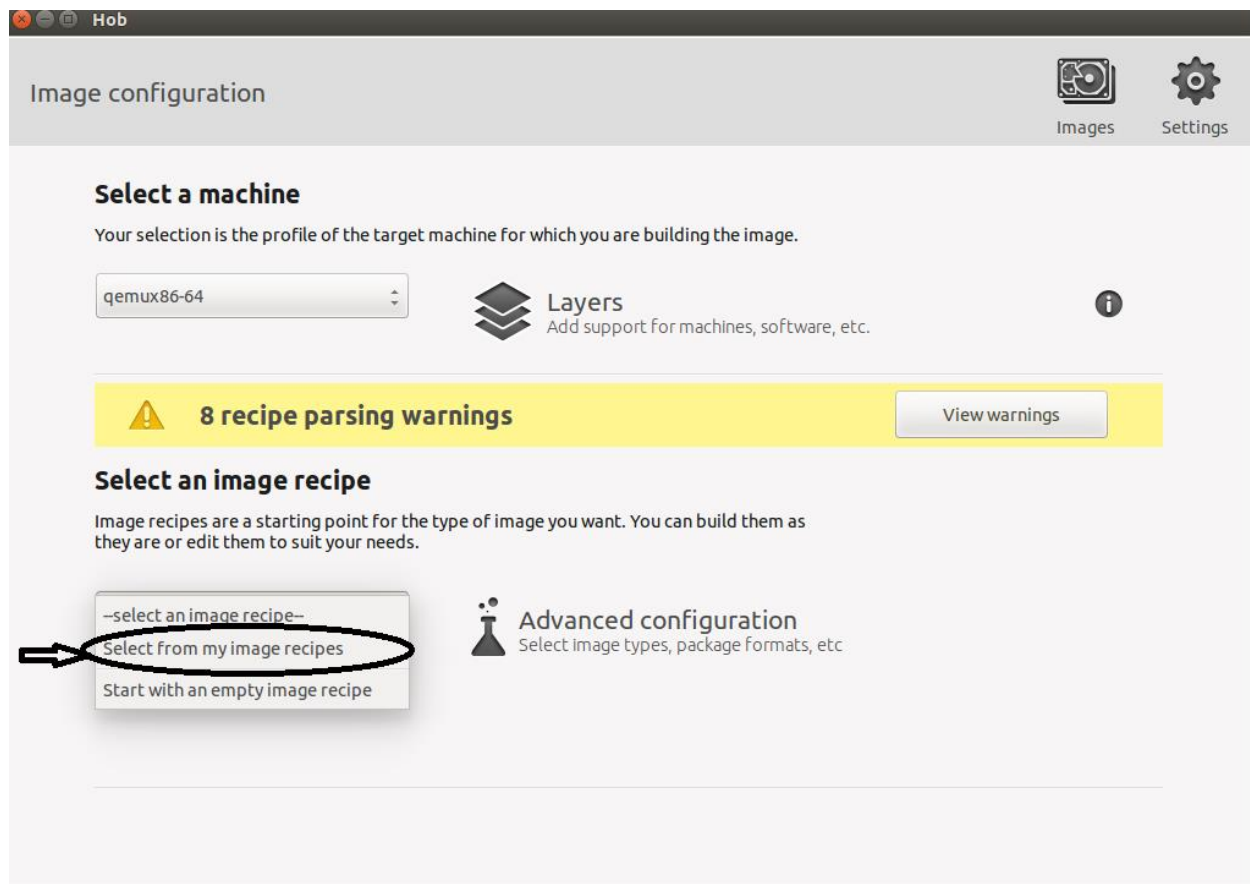 Hob
Image configuration
Images
Settings
Select a machine
Your selection is the profile of the target machine for which you are building the image.
qemux86-64
Layers
Add support for machines, software, etc.
8 recipe parsing warnings
View warnings
Select an image recipe
Image recipes are a starting point for the type of image you want. You can build them as
they are or edit them to suit your needs.
--select an image recipe--
Select from my image recipes
Start with an empty image recipe
Advanced configuration
Select image types, package formats, etc